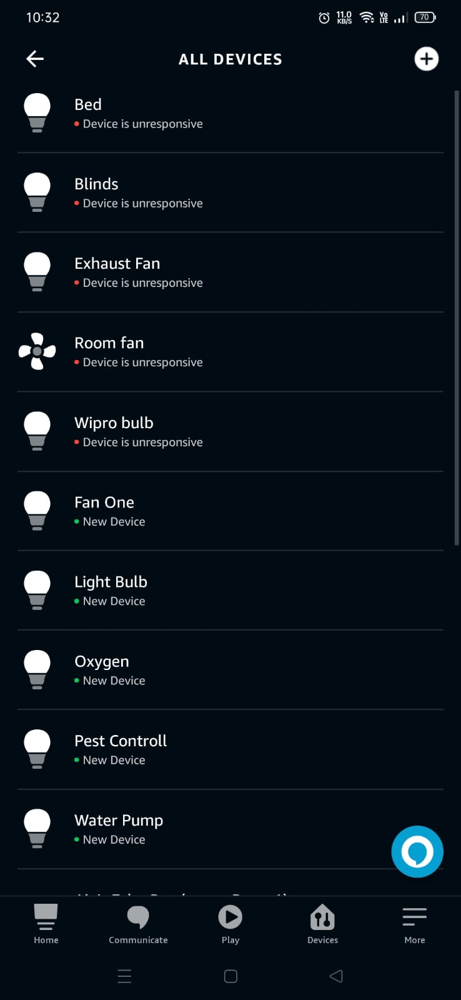 10:32
11.0 KB/S
Vo LTE
70
ALL DEVICES
Bed
Device is unresponsive
Blinds
Device is unresponsive
Exhaust Fan
Device is unresponsive
Room fan
Device is unresponsive
Wipro bulb
Device is unresponsive
Fan One
New Device
Light Bulb
New Device
Oxygen
New Device
Pest Controll
New Device
Water Pump
New Device
Home
Communicate
Play
Devices
More